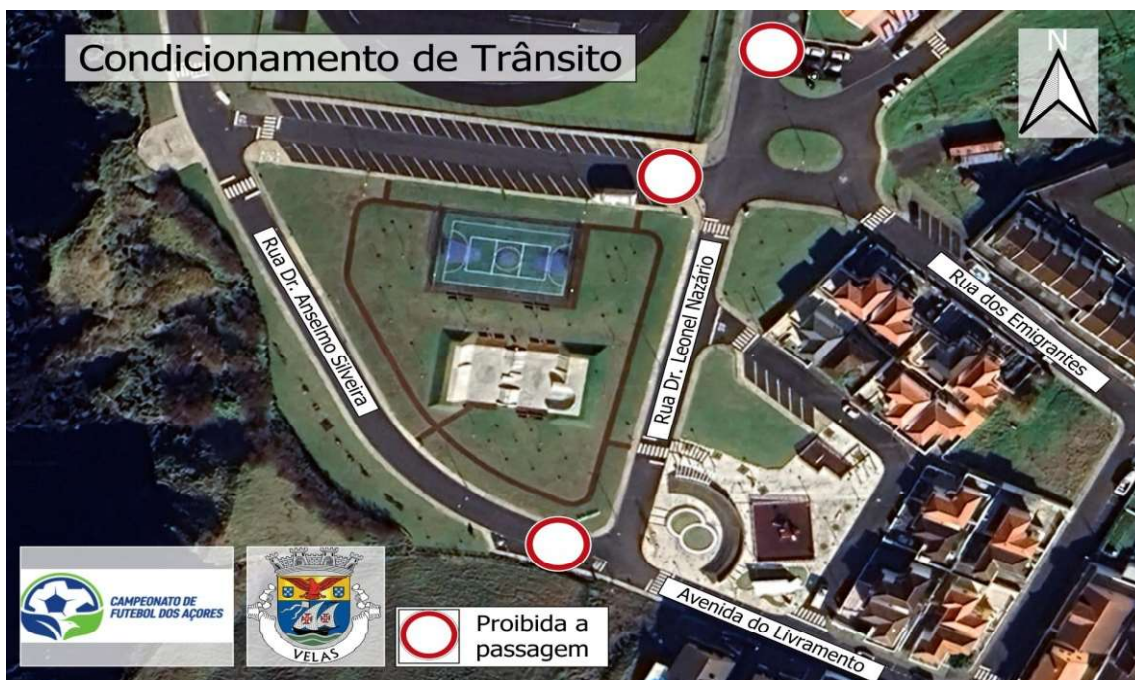 Condicionamento de Trânsito
N
Rua Dr. Anselmo Silveira
Rua Dr. Leonel Nazário
Rua dos Emigrantes
Avenida do Livramento
CAMPEONATO DE
FUTEBOL DOS AÇORES
VELAS
Proibida a
passagem